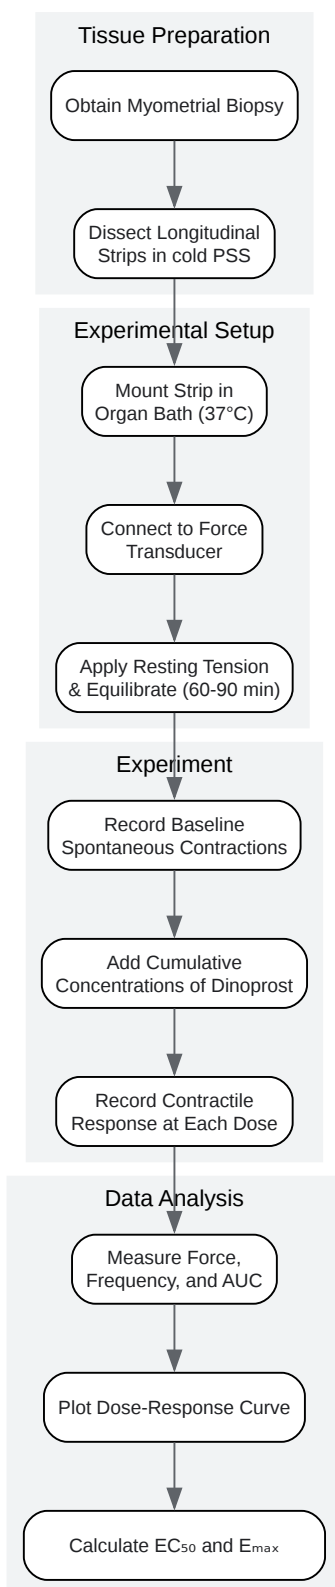 Tissue Preparation
Obtain Myometrial Biopsy
Dissect Longitudinal
Strips in cold PSS
Experimental Setup
Mount Strip in
Organ Bath (37°C)
Connect to Force
Transducer
Apply Resting Tension
& Equilibrate (60-90 min)
Experiment
Record Baseline
Spontaneous Contractions
Add Cumulative
Concentrations of Dinoprost
Record Contractile
Response at Each Dose
Data Analysis
Measure Force,
Frequency, and AUC
Plot Dose-Response Curve
Calculate EC₅₀ and Eₘₐₓ